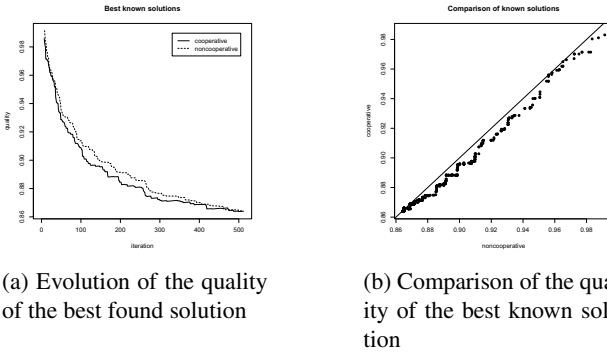 Best known solutions
cooperative
noncooperative
quality
0.86 0.88 0.90 0.92 0.94 0.96 0.98
0 100 200 300 400 500
iteration
(a) Evolution of the quality
of the best found solution
Comparison of known solutions
cooperative
0.86 0.88 0.90 0.92 0.94 0.96 0.98
0.86 0.88 0.90 0.92 0.94 0.96 0.98
noncooperative
(b) Comparison of the qua
ity of the best known sol
tion